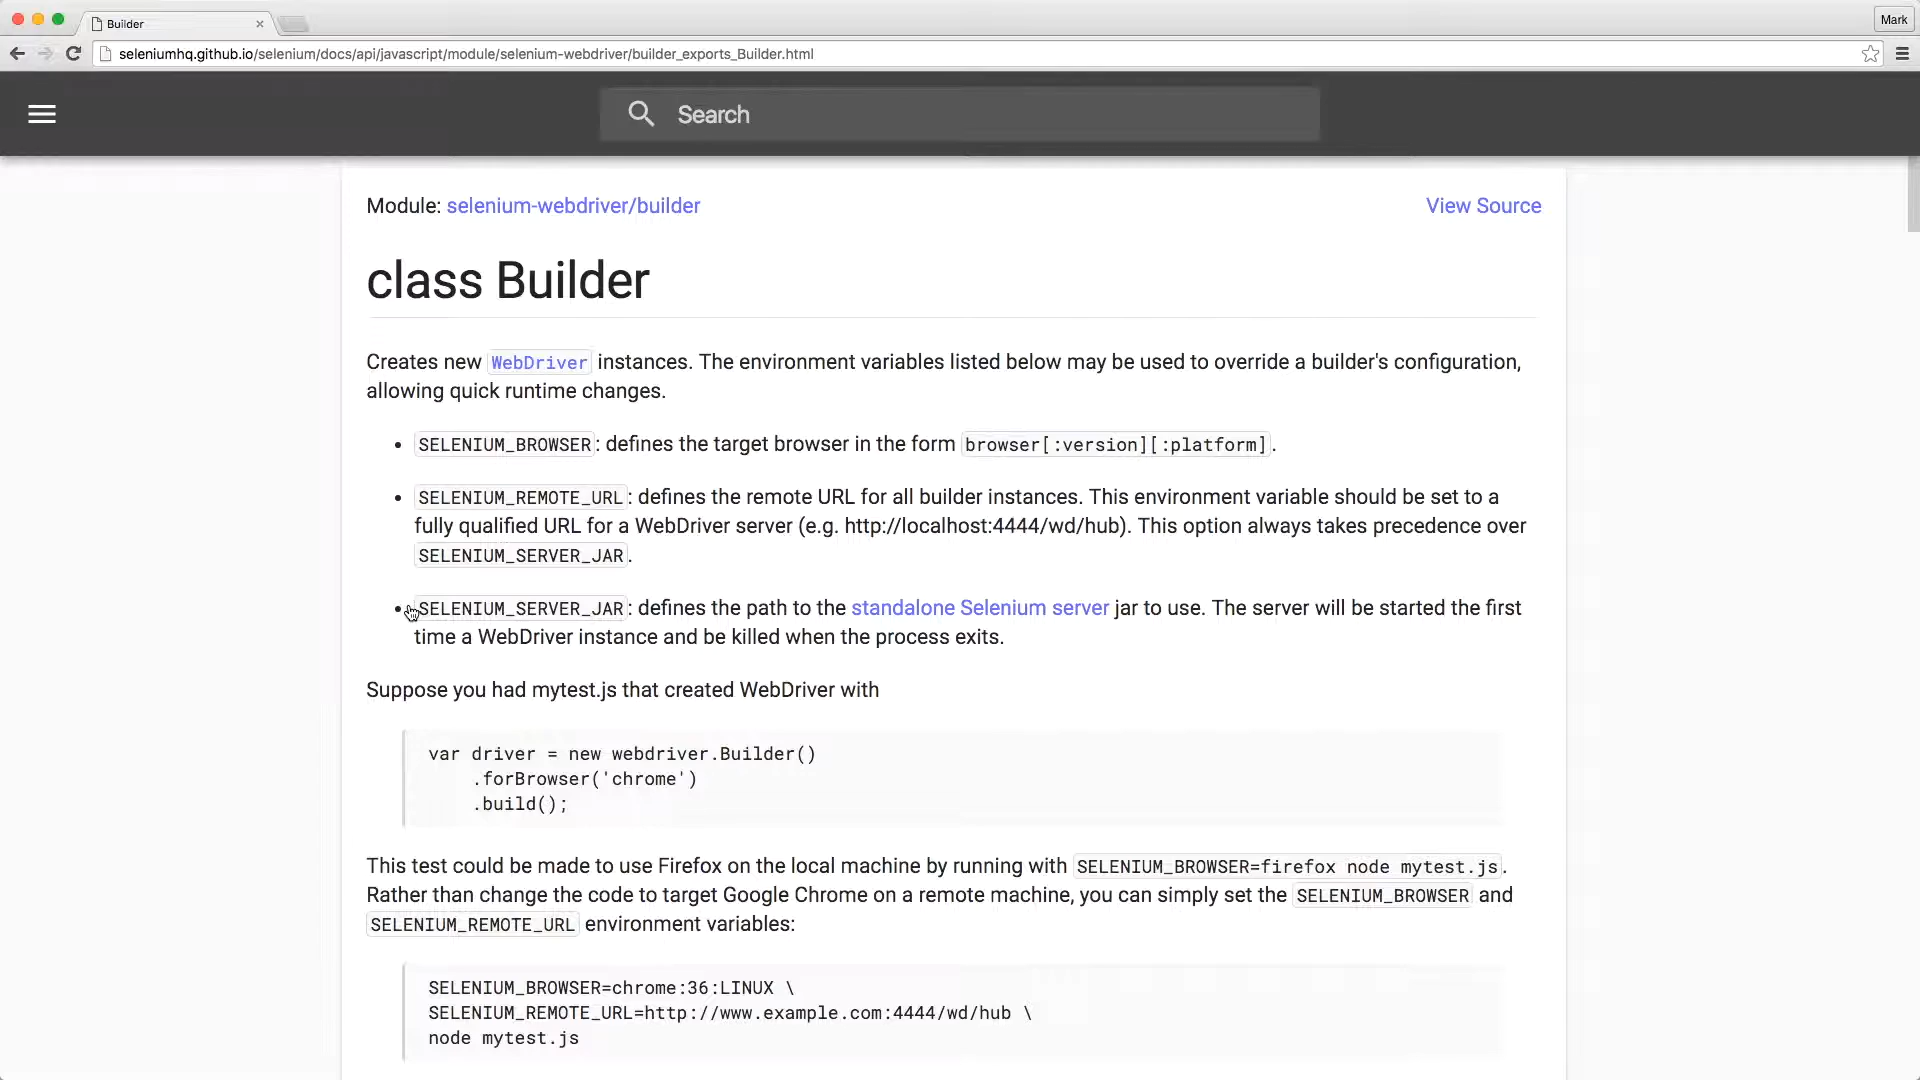 Builder
Mark
seleniumhq.github.io/selenium/docs/api/javascript/module/selenium-webdriver/builder_exports_Builder.html
Search
Module: selenium-webdriver/builder
View Source
class Builder
Creates new WebDriver instances. The environment variables listed below may be used to override a builder's configuration,
allowing quick runtime changes.
• SELENIUM_BROWSER: defines the target browser in the form browser[:version][:platform].
• SELENIUM_REMOTE_URL: defines the remote URL for all builder instances. This environment variable should be set to a
fully qualified URL for a WebDriver server (e.g. http://localhost:4444/wd/hub). This option always takes precedence over
SELENIUM_SERVER_JAR.
• SELENIUM_SERVER_JAR: defines the path to the standalone Selenium server jar to use. The server will be started the first
time a WebDriver instance and be killed when the process exits.
Suppose you had mytest.js that created WebDriver with
var driver = new webdriver.Builder()
.forBrowser('chrome')
.build();
This test could be made to use Firefox on the local machine by running with SELENIUM_BROWSER=firefox node mytest.js.
Rather than change the code to target Google Chrome on a remote machine, you can simply set the SELENIUM_BROWSER and
SELENIUM_REMOTE_URL environment variables:
SELENIUM_BROWSER=chrome:36:LINUX \
SELENIUM_REMOTE_URL=http://www.example.com:4444/wd/hub \
node mytest.js